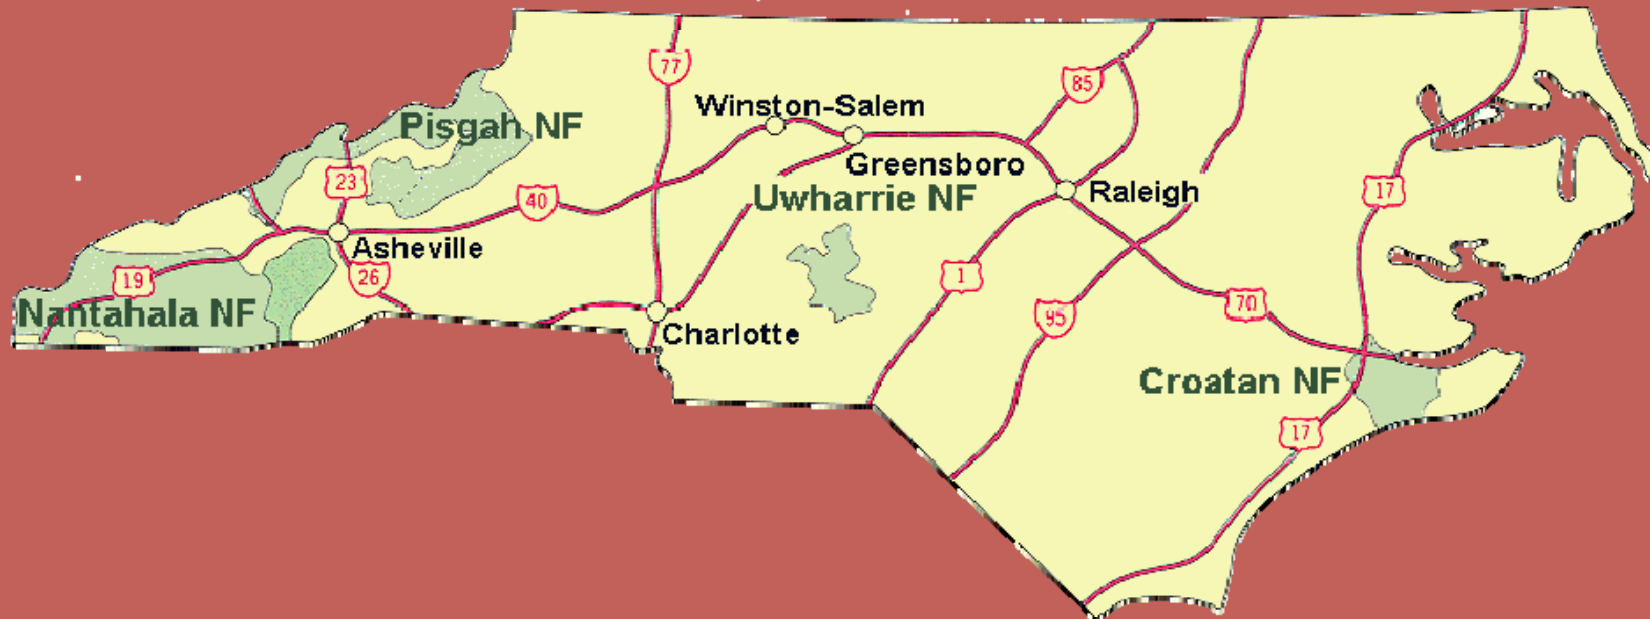 77
85
Winston-Salem
Pisgah NF
Greensboro
23
40
Uwharrie NF
Raleigh
17
Asheville
19
26
1
Nantahala NF
95
70
Charlotte
Croatan NF
17